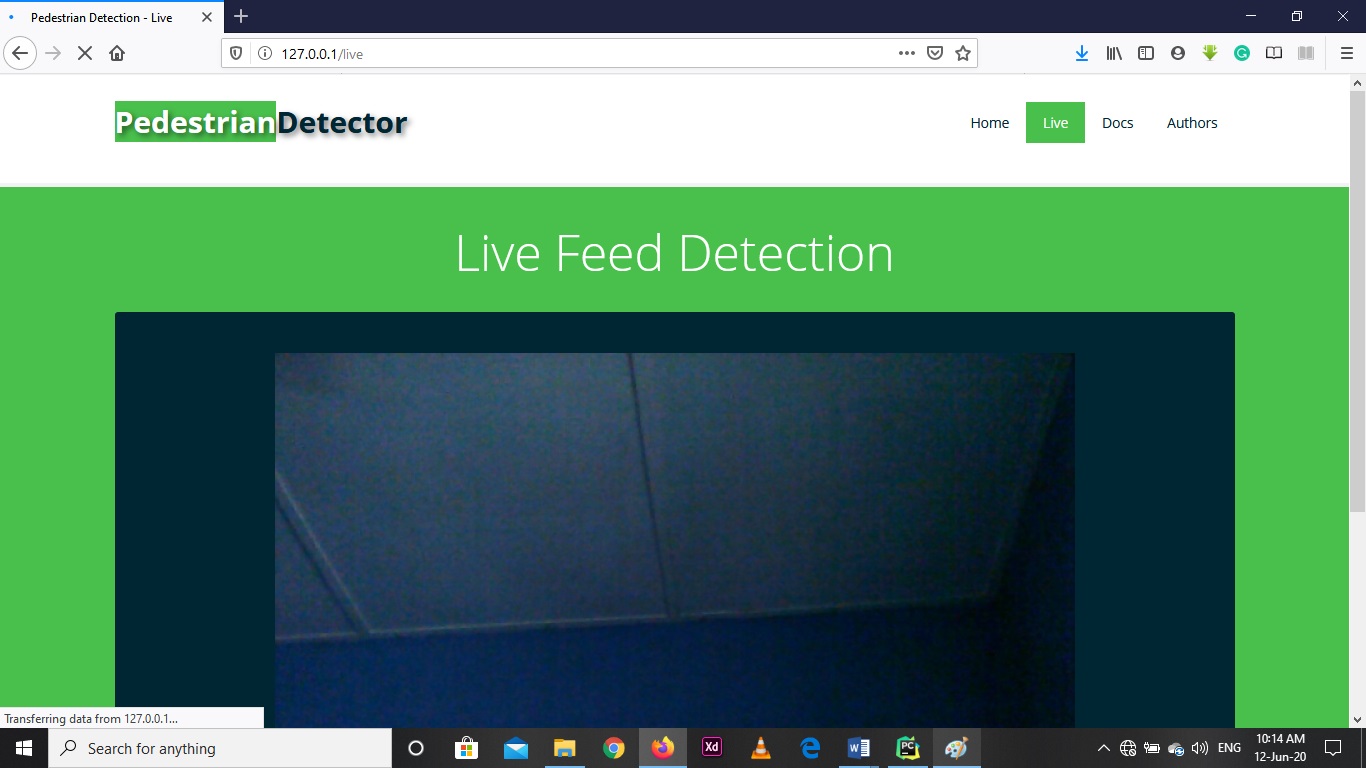 Pedestrian Detection - Live
127.0.0.1/live
PedestrianDetector
Home Live Docs Authors
Live Feed Detection
Transferring data from 127.0.0.1...
Search for anything
Xd
W
PC
ENG
10:14 AM
12-Jun-20